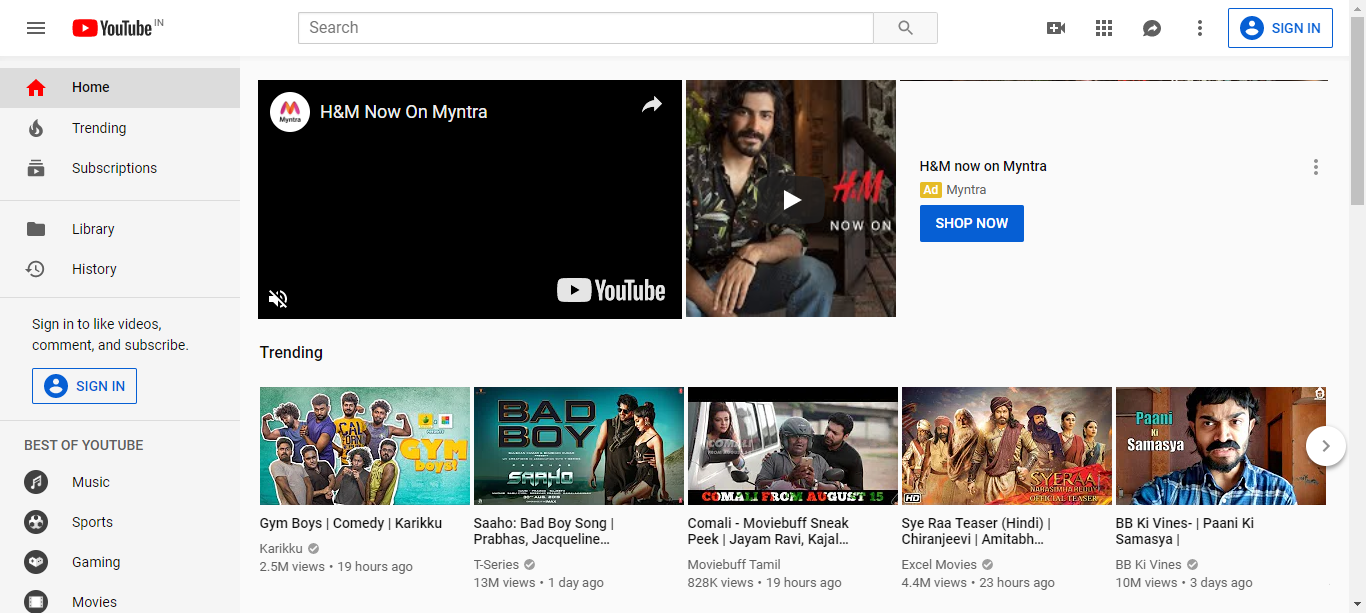 YouTube IN
Search
SIGN IN
Home
Trending
Subscriptions
Library
History
Sign in to like videos,
comment, and subscribe.
SIGN IN
BEST OF YOUTUBE
Music
Sports
Gaming
Movies
Myntra
H&M Now On Myntra
YouTube
H&M
NOW ON
H&M now on Myntra
Ad Myntra
SHOP NOW
Trending
GYM
Boys!
BAD
BOY
PRABHAS
SAAHO
COMALI
COMALI FROM AUGUST 15
HD
SYERAA
NARASIMHA REDDY
OFFICIAL TEASER
Paani
Ki
Samasya
Gym Boys | Comedy | Karikku
Karikku
2.5M views • 19 hours ago
Saaho: Bad Boy Song |
Prabhas, Jacqueline...
T-Series
13M views • 1 day ago
Comali - Moviebuff Sneak
Peek | Jayam Ravi, Kajal...
Moviebuff Tamil
828K views • 19 hours ago
Sye Raa Teaser (Hindi) |
Chiranjeevi | Amitabh...
Excel Movies
4.4M views • 23 hours ago
BB Ki Vines- | Paani Ki
Samasya |
BB Ki Vines
10M views • 3 days ago